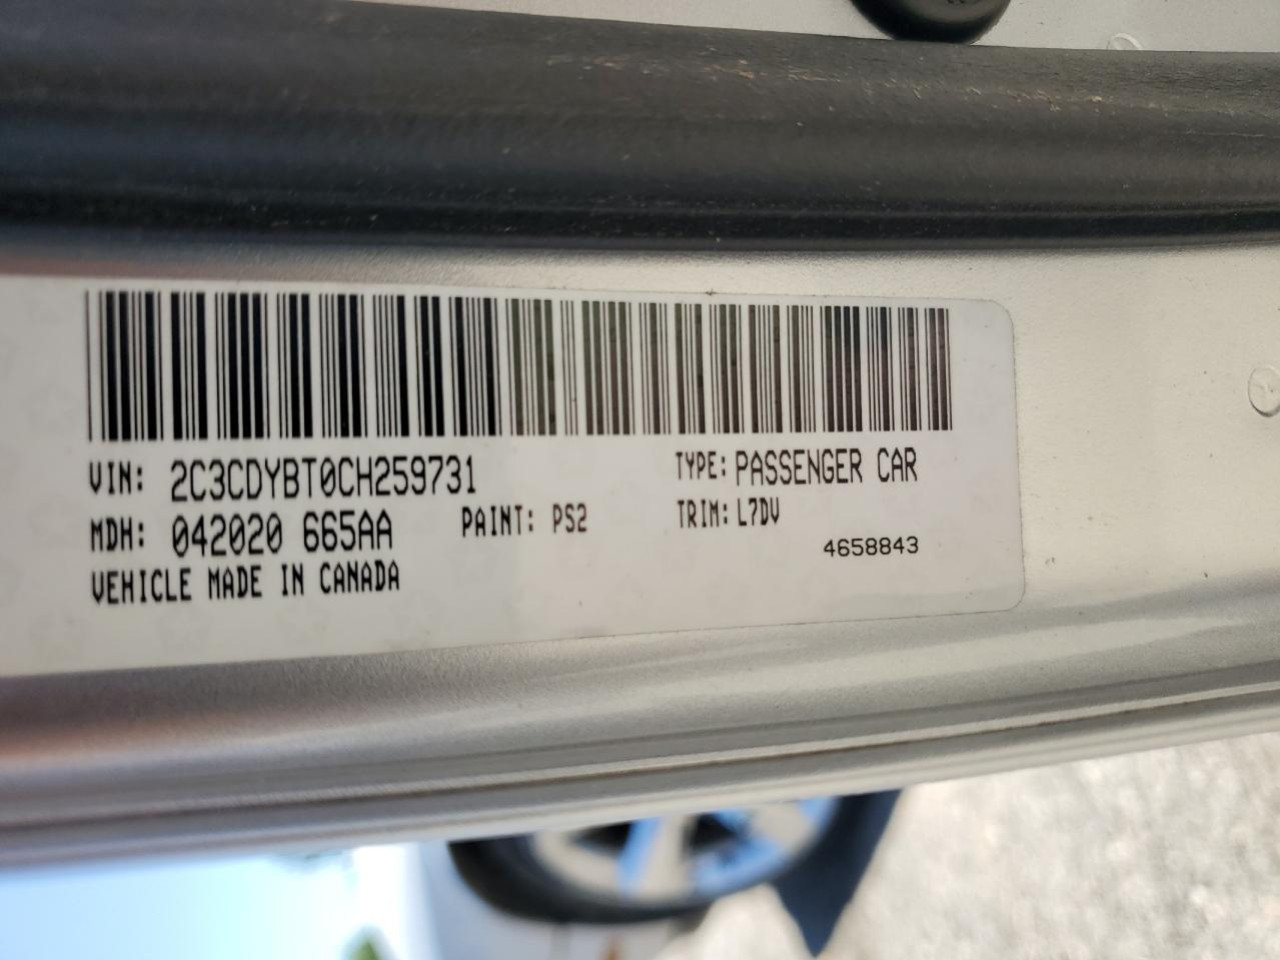 VIN: 2C3CDYBT0CH259731 TYPE: PASSENGER CAR
MDH: 042020 665AA PAINT: PS2 TRIM: L7DV
VEHICLE MADE IN CANADA 4658843